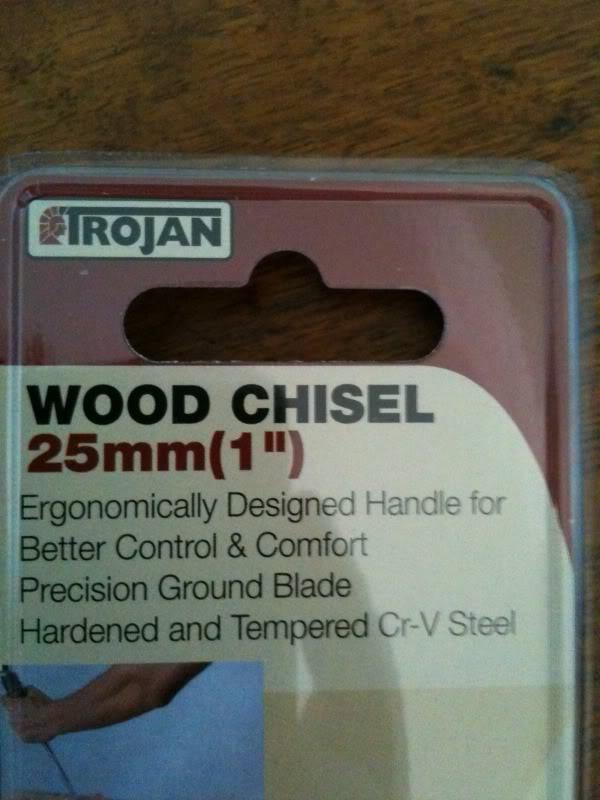 TROJAN
WOOD CHISEL
25mm(1")
Ergonomically Designed Handle for
Better Control & Comfort
Precision Ground Blade
Hardened and Tempered Cr-V Steel